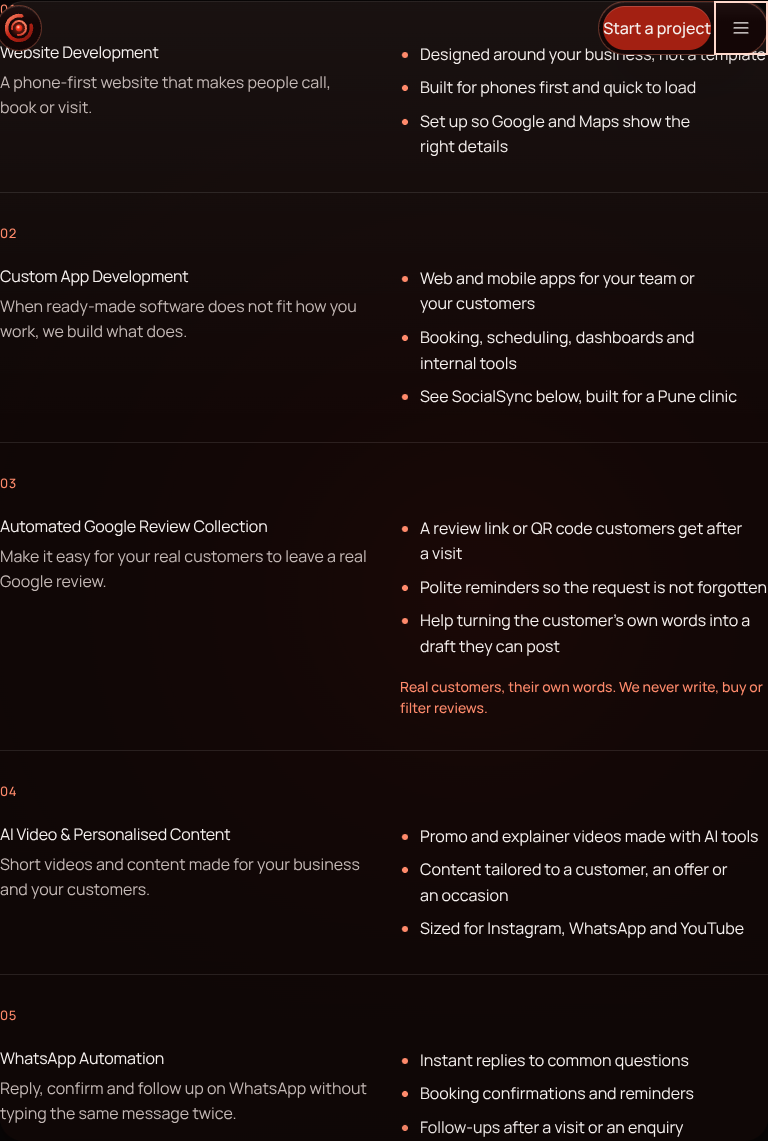 Start a project
Website Development
A phone-first website that makes people call,
book or visit.
Designed around your business, not a template
Built for phones first and quick to load
Set up so Google and Maps show the
right details
02
Custom App Development
When ready-made software does not fit how you
work, we build what does.
Web and mobile apps for your team or
your customers
Booking, scheduling, dashboards and
internal tools
See SocialSync below, built for a Pune clinic
03
Automated Google Review Collection
Make it easy for your real customers to leave a real
Google review.
A review link or QR code customers get after
a visit
Polite reminders so the request is not forgotten
Help turning the customer's own words into a
draft they can post
Real customers, their own words. We never write, buy or
filter reviews.
04
AI Video & Personalised Content
Short videos and content made for your business
and your customers.
Promo and explainer videos made with AI tools
Content tailored to a customer, an offer or
an occasion
Sized for Instagram, WhatsApp and YouTube
05
WhatsApp Automation
Reply, confirm and follow up on WhatsApp without
typing the same message twice.
Instant replies to common questions
Booking confirmations and reminders
Follow-ups after a visit or an enquiry